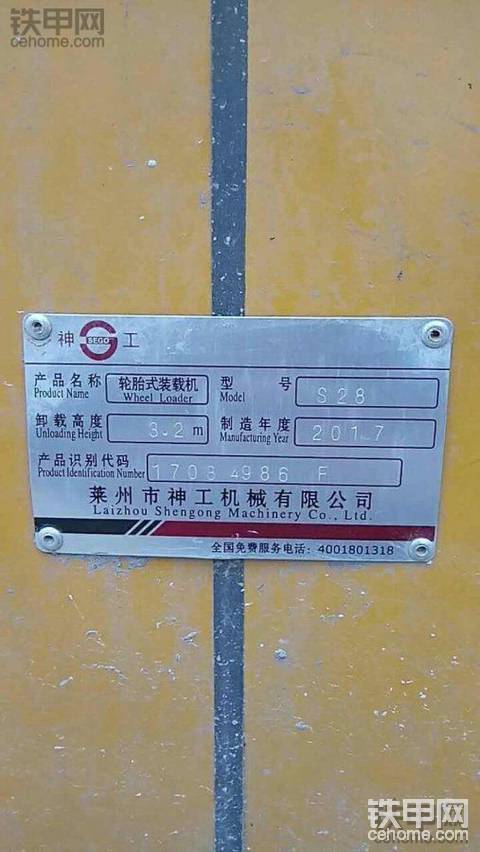 铁甲网
cehome.com
神 SEGO 工
产品名称 轮胎式装载机 型号 S 28
Product Name Wheel Loader Model
卸载高度 3.2 m 制造年度 2017
Unloading Height Manufacturing Year
产品识别代码 17084986 F
Product Identification Number
莱州市神工机械有限公司
Laizhou Shengong Machinery Co., Ltd.
全国免费服务电话：4001801318
铁甲网
cehome.com